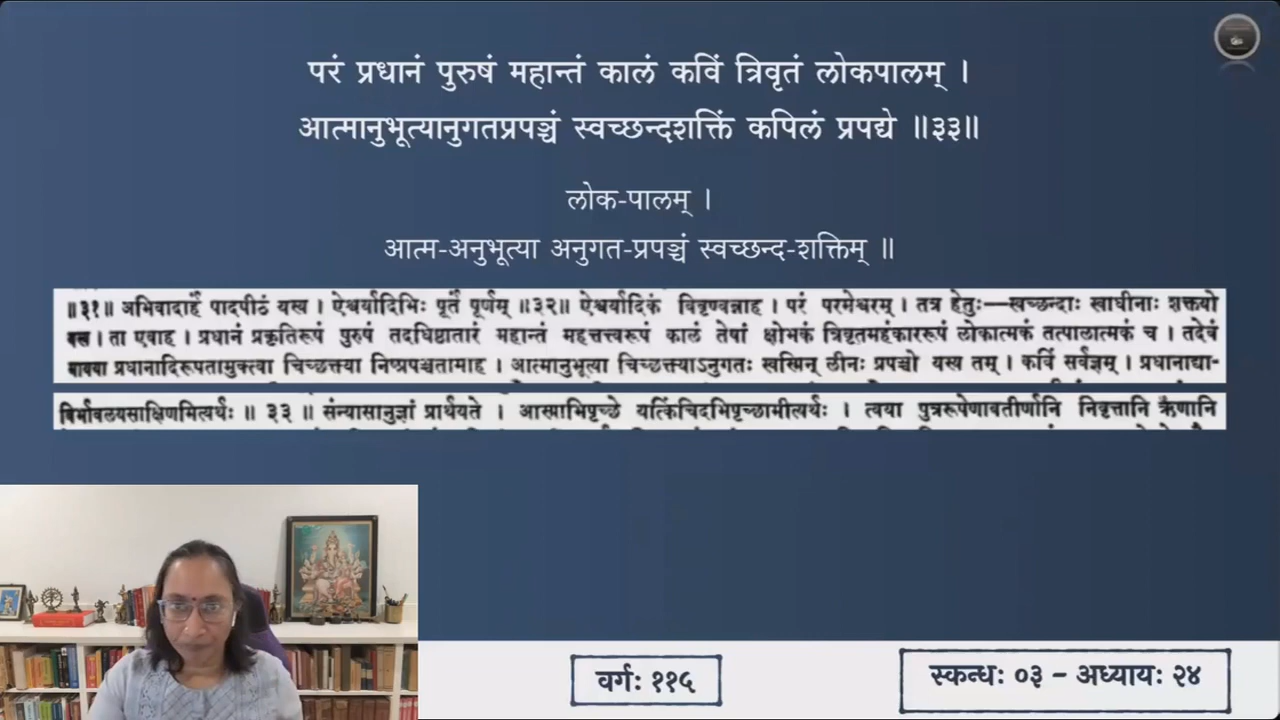 परं प्रधानं पुरुषं महान्तं कालं कविं त्रिवृतं लोकपालम् ।
आत्मानुभूत्यानुगतप्रपञ्चं स्वच्छन्दशक्तिं कपिलं प्रपद्ये ॥३३॥
लोक-पालम् ।
आत्म-अनुभूत्या अनुगत-प्रपञ्चं स्वच्छन्द-शक्तिम् ॥
॥३१॥ अभिवादार्हं पादपीठं यस्य । ऐश्वर्यादिभिः पूर्तं पूर्णम् ॥३२॥ ऐश्वर्यादिकं विवृण्वन्नाह । परं परमेश्वरम् । तत्र हेतुः—स्वच्छन्दाः स्वाधीनाः शक्तयो
यस्य । ता एवाह । प्रधानं प्रकृतिरूपं पुरुषं तदधिष्ठातारं महान्तं महत्तत्त्वरूपं कालं तेषां क्षोभकं त्रिवृतमहंकाररूपं लोकात्मकं तत्पालात्मकं च । तदेवं
मायया प्रधानादिरूपतामुक्त्वा चिच्छक्त्या निष्प्रपञ्चतामाह । आत्मानुभूत्या चिच्छक्त्याऽनुगतः स्वस्मिन् लीनः प्रपञ्चो यस्य तम् । कविं सर्वज्ञम् । प्रधानाद्या-
विर्भावलयसाक्षिणमित्यर्थः ॥ ३३ ॥ संन्यासानुज्ञां प्रार्थयते । आस्माभिपृच्छे यत्किंचिदभिपृच्छामीत्यर्थः । त्वया पुत्ररूपेणावतीर्णानि निवृत्तानि ऋणानि
वर्गः ११५
स्कन्धः ०३ - अध्यायः २४